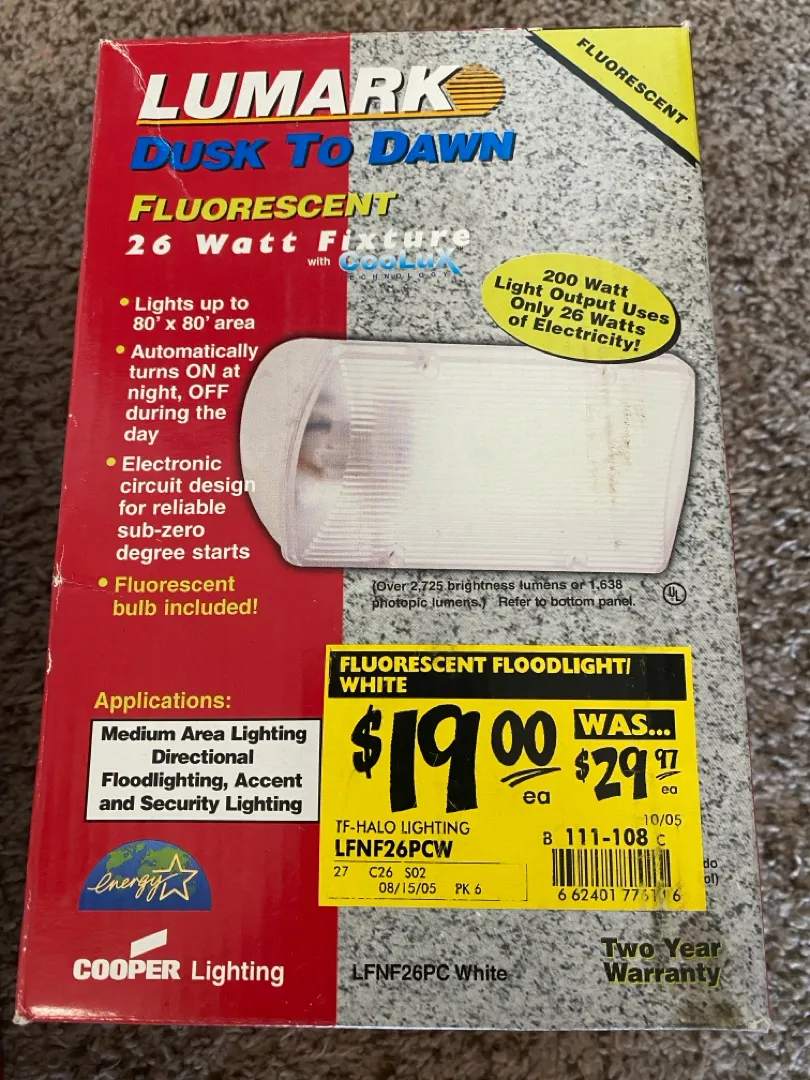 LUMARK
FLUORESCENT
DUSK TO DAWN
FLUORESCENT
26 Watt Fixture
with COOLUX
TECHNOLOGY
200 Watt
Light Output Uses
Only 26 Watts
of Electricity!
• Lights up to
80' x 80' area
• Automatically
turns ON at
night, OFF
during the
day
• Electronic
circuit design
for reliable
sub-zero
degree starts
• Fluorescent
bulb included!
(Over 2,725 brightness lumens or 1,638
photopic lumens.) Refer to bottom panel.
UL
Applications:
Medium Area Lighting
Directional
Floodlighting, Accent
and Security Lighting
energy
COOPER Lighting
FLUORESCENT FLOODLIGHT/
WHITE
$19 00 ea
WAS...
$29 97 ea
10/05
TF-HALO LIGHTING
LFNF26PCW
B 111-108 C
27 C26 S02
08/15/05 PK 6
LFNF26PC White
Two Year
Warranty